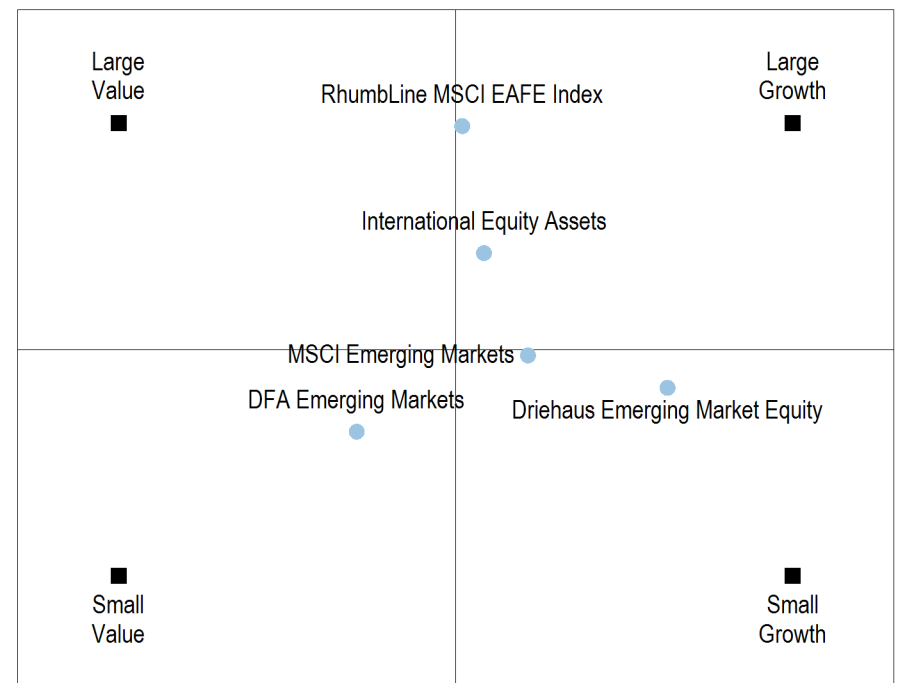 Large
Value
Large
Growth
RhumbLine MSCI EAFE Index
International Equity Assets
MSCI Emerging Markets
DFA Emerging Markets
Driehaus Emerging Market Equity
Small
Value
Small
Growth